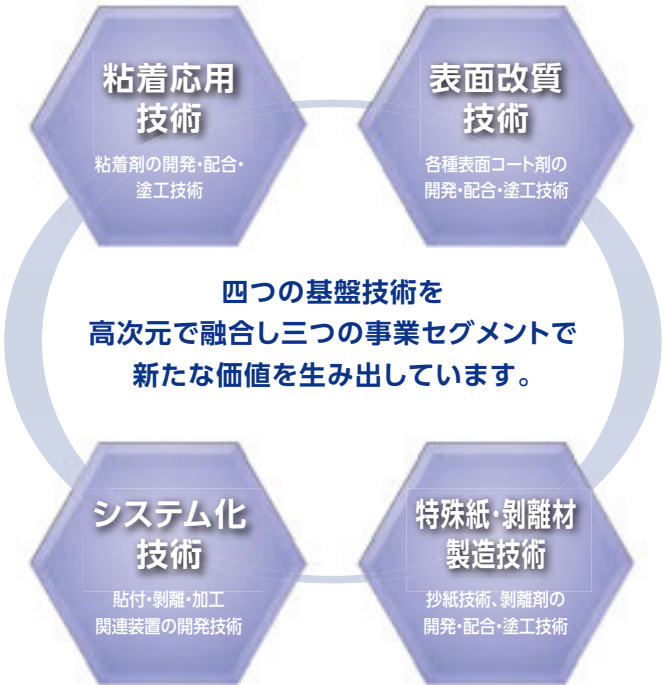 粘着応用
技術
粘着剤の開発・配合・
塗工技術
表面改質
技術
各種表面コート剤の
開発・配合・塗工技術
四つの基盤技術を
高次元で融合し三つの事業セグメントで
新たな価値を生み出しています。
システム化
技術
貼付・剝離・加工
関連装置の開発技術
特殊紙・剝離材
製造技術
抄紙技術、剝離剤の
開発・配合・塗工技術